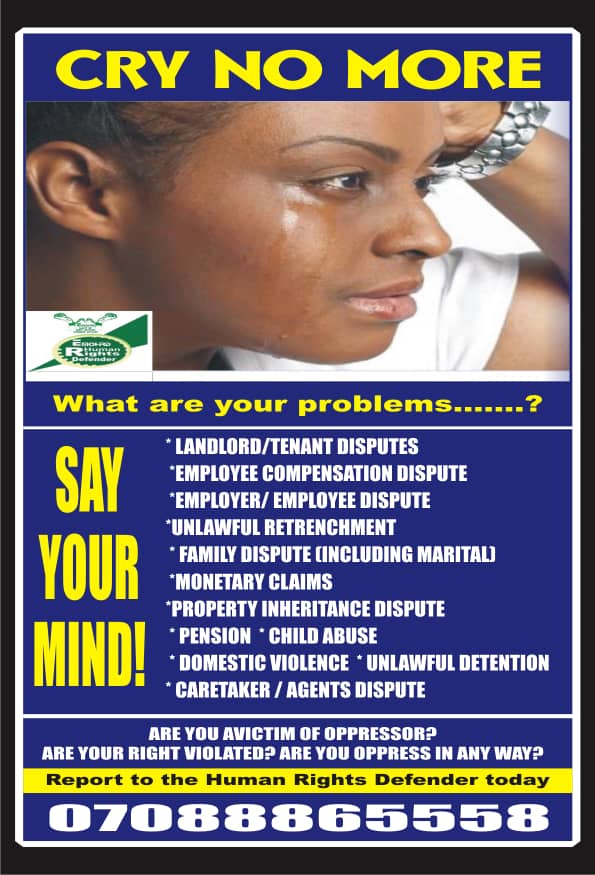 CRY NO MORE
EMOHRD
Human
Rights
Defender
What are your problems.......?
SAY
YOUR
MIND!
* LANDLORD/TENANT DISPUTES
*EMPLOYEE COMPENSATION DISPUTE
*EMPLOYER/ EMPLOYEE DISPUTE
*UNLAWFUL RETRENCHMENT
* FAMILY DISPUTE (INCLUDING MARITAL)
*MONETARY CLAIMS
*PROPERTY INHERITANCE DISPUTE
* PENSION * CHILD ABUSE
* DOMESTIC VIOLENCE * UNLAWFUL DETENTION
* CARETAKER / AGENTS DISPUTE
ARE YOU AVICTIM OF OPPRESSOR?
ARE YOUR RIGHT VIOLATED? ARE YOU OPPRESS IN ANY WAY?
Report to the Human Rights Defender today
07088865558